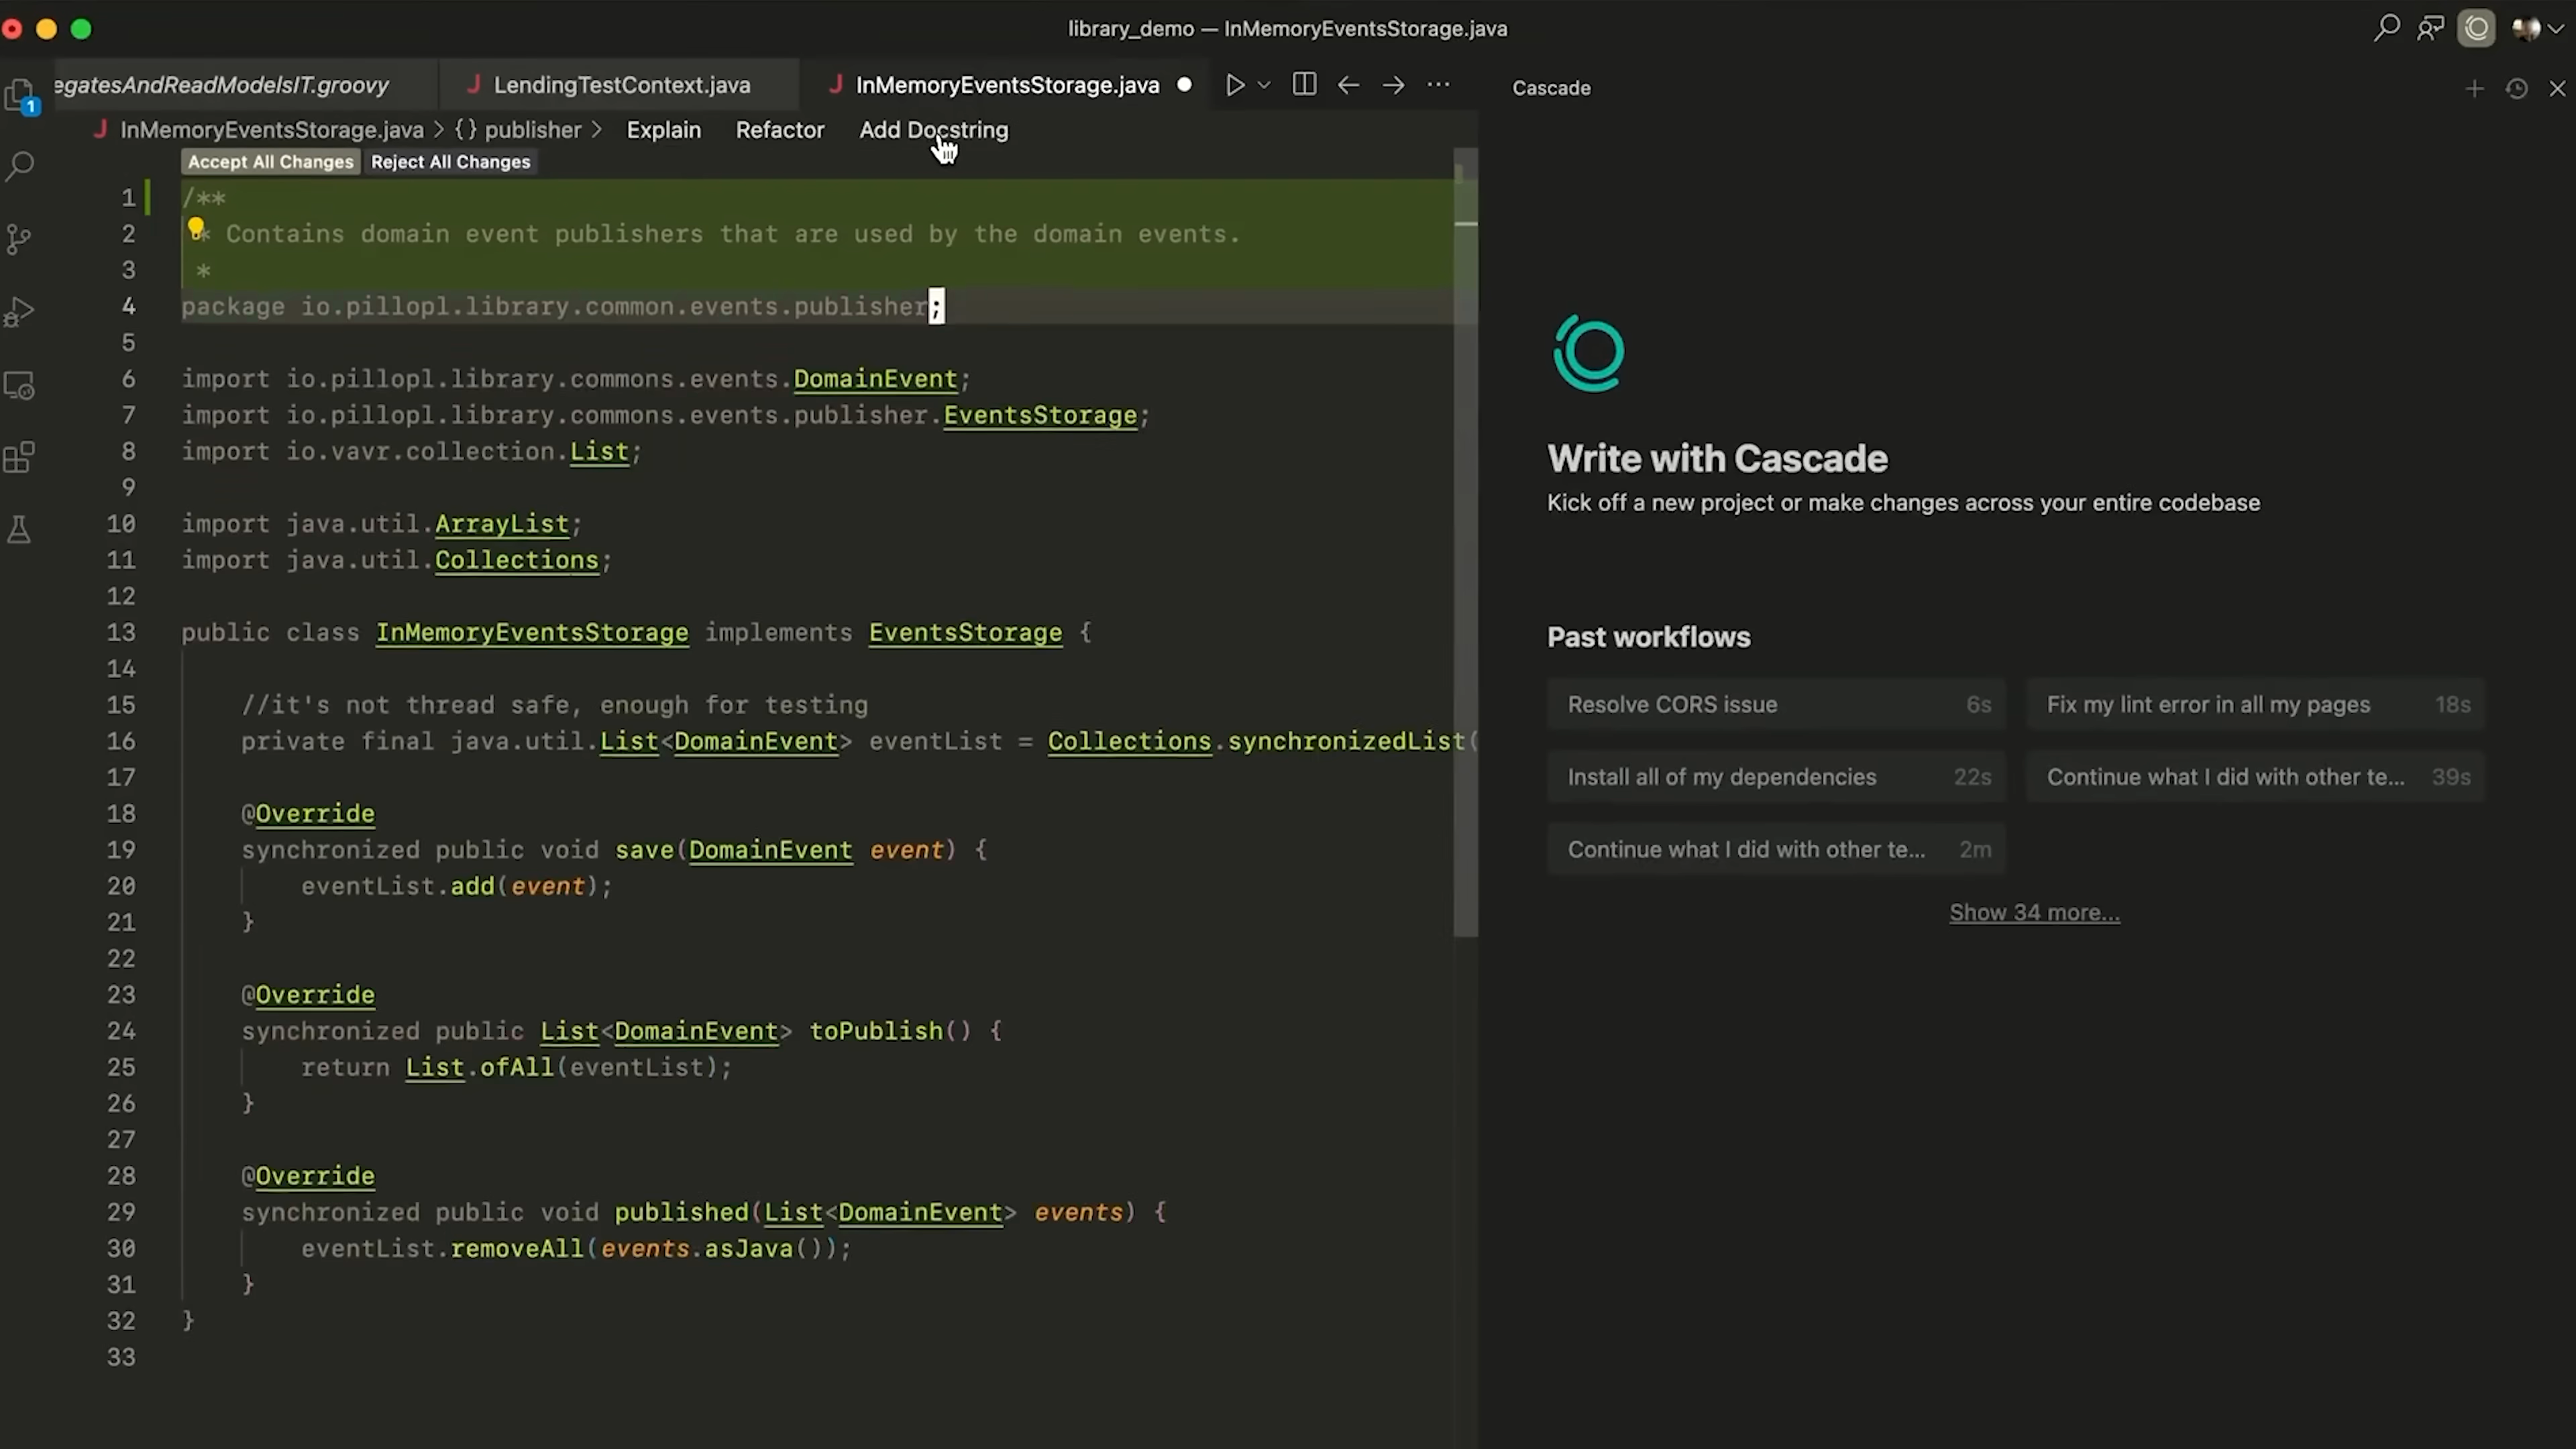 library_demo — InMemoryEventsStorage.java
egatesAndReadModelsIT.groovy
J LendingTestContext.java
J InMemoryEventsStorage.java
Cascade
1
J InMemoryEventsStorage.java > {} publisher > Explain Refactor Add Docstring
Accept All Changes Reject All Changes
1 /**
2 * Contains domain event publishers that are used by the domain events.
3 *
4 package io.pillopl.library.common.events.publisher;
5
6 import io.pillopl.library.commons.events.DomainEvent;
7 import io.pillopl.library.commons.events.publisher.EventsStorage;
8 import io.vavr.collection.List;
9
10 import java.util.ArrayList;
11 import java.util.Collections;
12
13 public class InMemoryEventsStorage implements EventsStorage {
14
15 //it's not thread safe, enough for testing
16 private final java.util.List<DomainEvent> eventList = Collections.synchronizedList(
17
18 @Override
19 synchronized public void save(DomainEvent event) {
20 eventList.add(event);
21 }
22
23 @Override
24 synchronized public List<DomainEvent> toPublish() {
25 return List.ofAll(eventList);
26 }
27
28 @Override
29 synchronized public void published(List<DomainEvent> events) {
30 eventList.removeAll(events.asJava());
31 }
32 }
33
Write with Cascade
Kick off a new project or make changes across your entire codebase
Past workflows
Resolve CORS issue 6s
Fix my lint error in all my pages 18s
Install all of my dependencies 22s
Continue what I did with other te... 39s
Continue what I did with other te... 2m
Show 34 more...